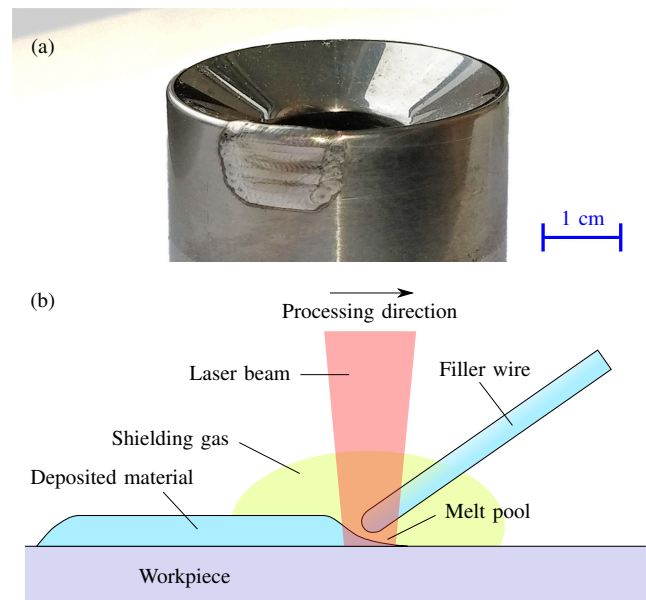 (a)
1 cm
(b)
Processing direction
Laser beam
Filler wire
Shielding gas
Deposited material
Melt pool
Workpiece